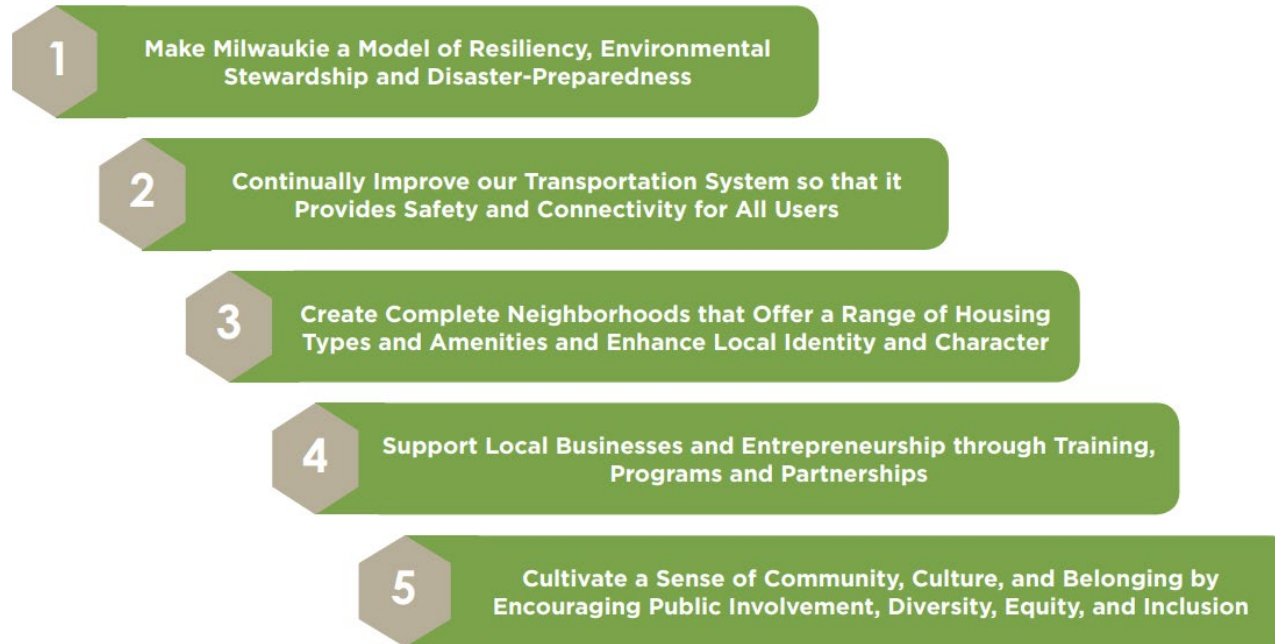 1
Make Milwaukie a Model of Resiliency, Environmental
Stewardship and Disaster-Preparedness
2
Continually Improve our Transportation System so that it
Provides Safety and Connectivity for All Users
3
Create Complete Neighborhoods that Offer a Range of Housing
Types and Amenities and Enhance Local Identity and Character
4
Support Local Businesses and Entrepreneurship through Training,
Programs and Partnerships
5
Cultivate a Sense of Community, Culture, and Belonging by
Encouraging Public Involvement, Diversity, Equity, and Inclusion